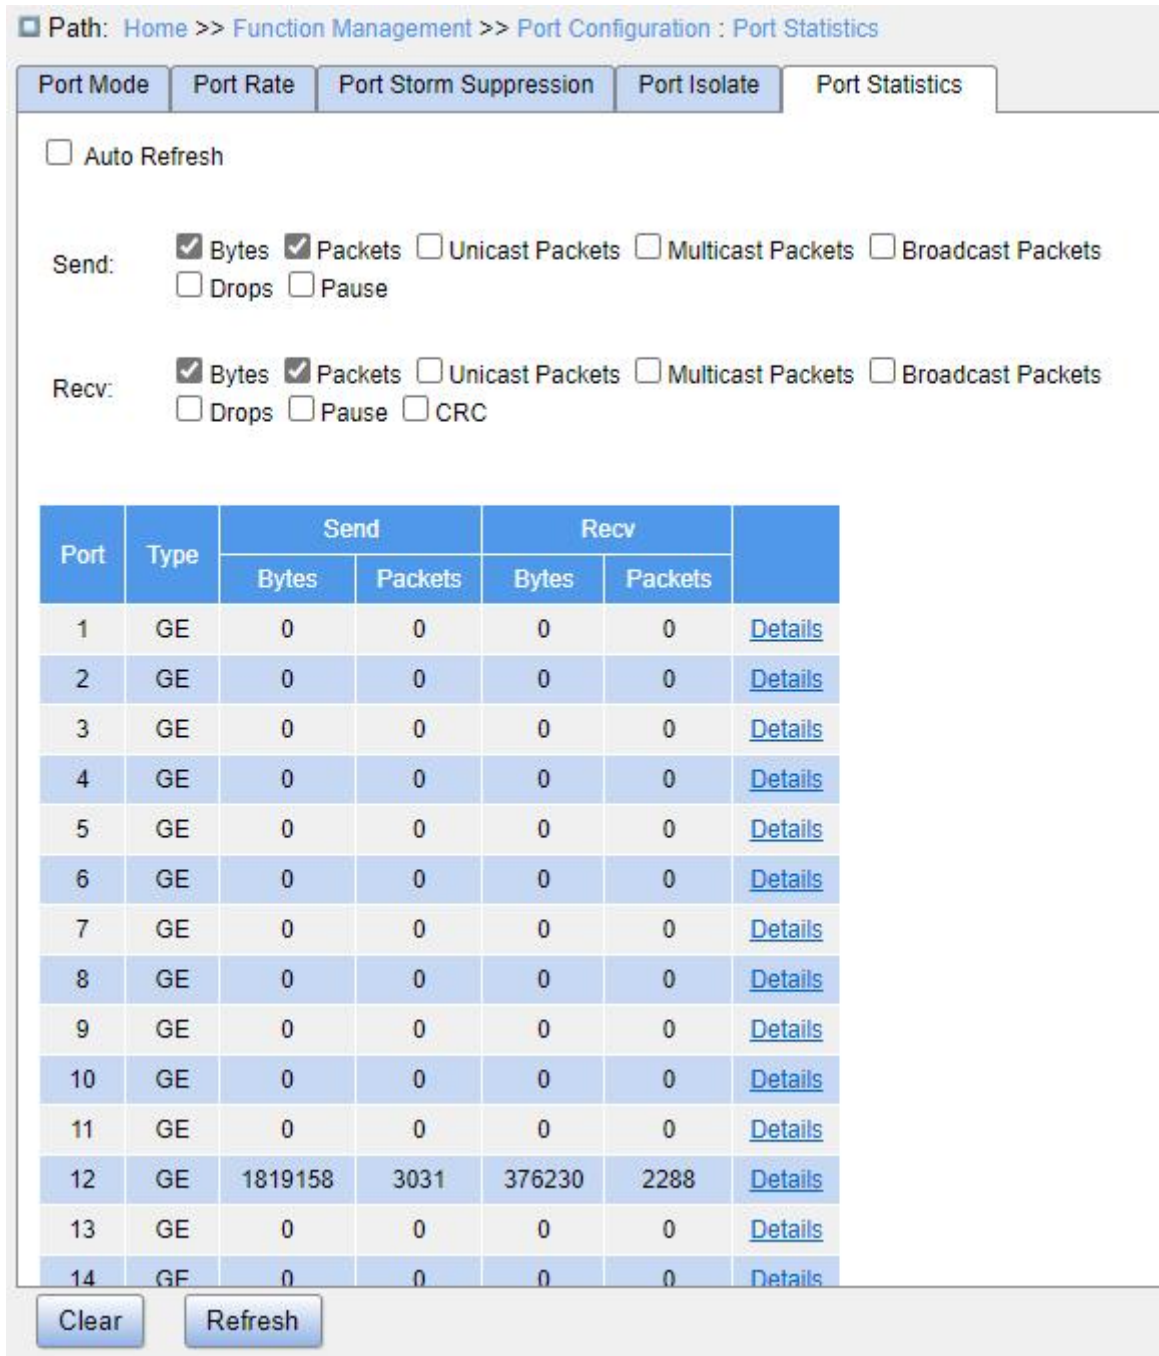 Path: Home >> Function Management >> Port Configuration : Port Statistics
Port Mode Port Rate Port Storm Suppression Port Isolate Port Statistics
Auto Refresh
Send: Bytes Packets Unicast Packets Multicast Packets Broadcast Packets
Drops Pause
Recv: Bytes Packets Unicast Packets Multicast Packets Broadcast Packets
Drops Pause CRC
Port Type Send Recv
Bytes Packets Bytes Packets
1 GE 0 0 0 0 Details
2 GE 0 0 0 0 Details
3 GE 0 0 0 0 Details
4 GE 0 0 0 0 Details
5 GE 0 0 0 0 Details
6 GE 0 0 0 0 Details
7 GE 0 0 0 0 Details
8 GE 0 0 0 0 Details
9 GE 0 0 0 0 Details
10 GE 0 0 0 0 Details
11 GE 0 0 0 0 Details
12 GE 1819158 3031 376230 2288 Details
13 GE 0 0 0 0 Details
14 GE 0 0 0 0 Details
Clear Refresh